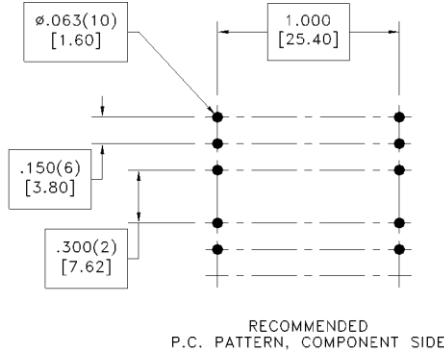 ø.063(10)
[1.60]
1.000
[25.40]
.150(6)
[3.80]
.300(2)
[7.62]
RECOMMENDED
P.C. PATTERN, COMPONENT SIDE